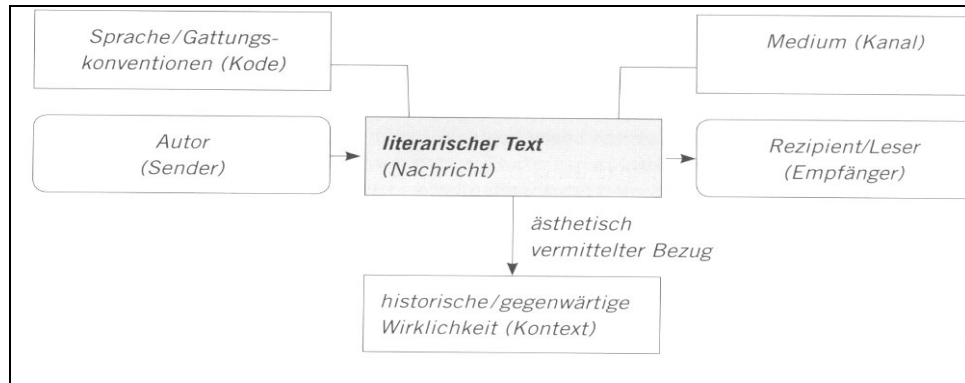 Sprache/Gattungs-
konventionen (Kode)
Medium (Kanal)
Autor
(Sender)
literarischer Text
(Nachricht)
Rezipient/Leser
(Empfänger)
ästhetisch
vermittelter Bezug
historische/gegenwärtige
Wirklichkeit (Kontext)